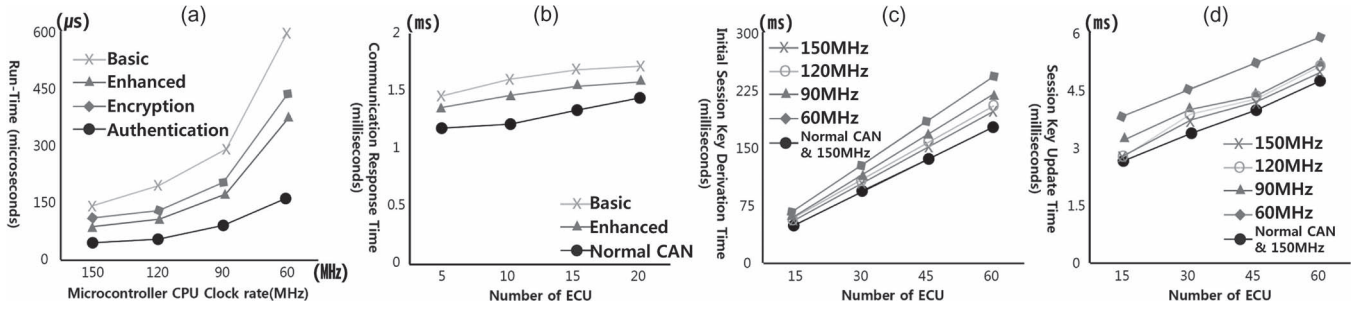 (a)
(µs)
Run-Time (microseconds)
600
450
300
150
0
Basic
Enhanced
Encryption
Authentication
150 120 90 60 (MHz)
Microcontroller CPU Clock rate(MHz)
(b)
(ms)
Communication Response Time
(milliseconds)
2
1.5
1
0.5
0
Basic
Enhanced
Normal CAN
5 10 15 20
Number of ECU
(c)
(ms)
Initial Session Key Derivation Time
(milliseconds)
300
225
150
75
0
150MHz
120MHz
90MHz
60MHz
Normal CAN
& 150MHz
15 30 45 60
Number of ECU
(d)
(ms)
Session Key Update Time
(milliseconds)
6
4.5
3
1.5
0
150MHz
120MHz
90MHz
60MHz
Normal CAN
& 150MHz
15 30 45 60
Number of ECU